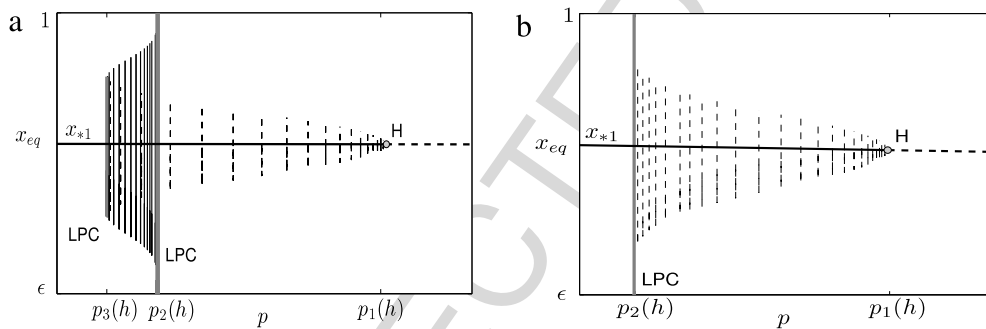 a
1
x_{eq}
x_{*1}
H
LPC
LPC
ϵ
p_3(h)
p_2(h)
p
p_1(h)
b
1
x_{eq}
x_{*1}
H
LPC
ϵ
p_2(h)
p
p_1(h)